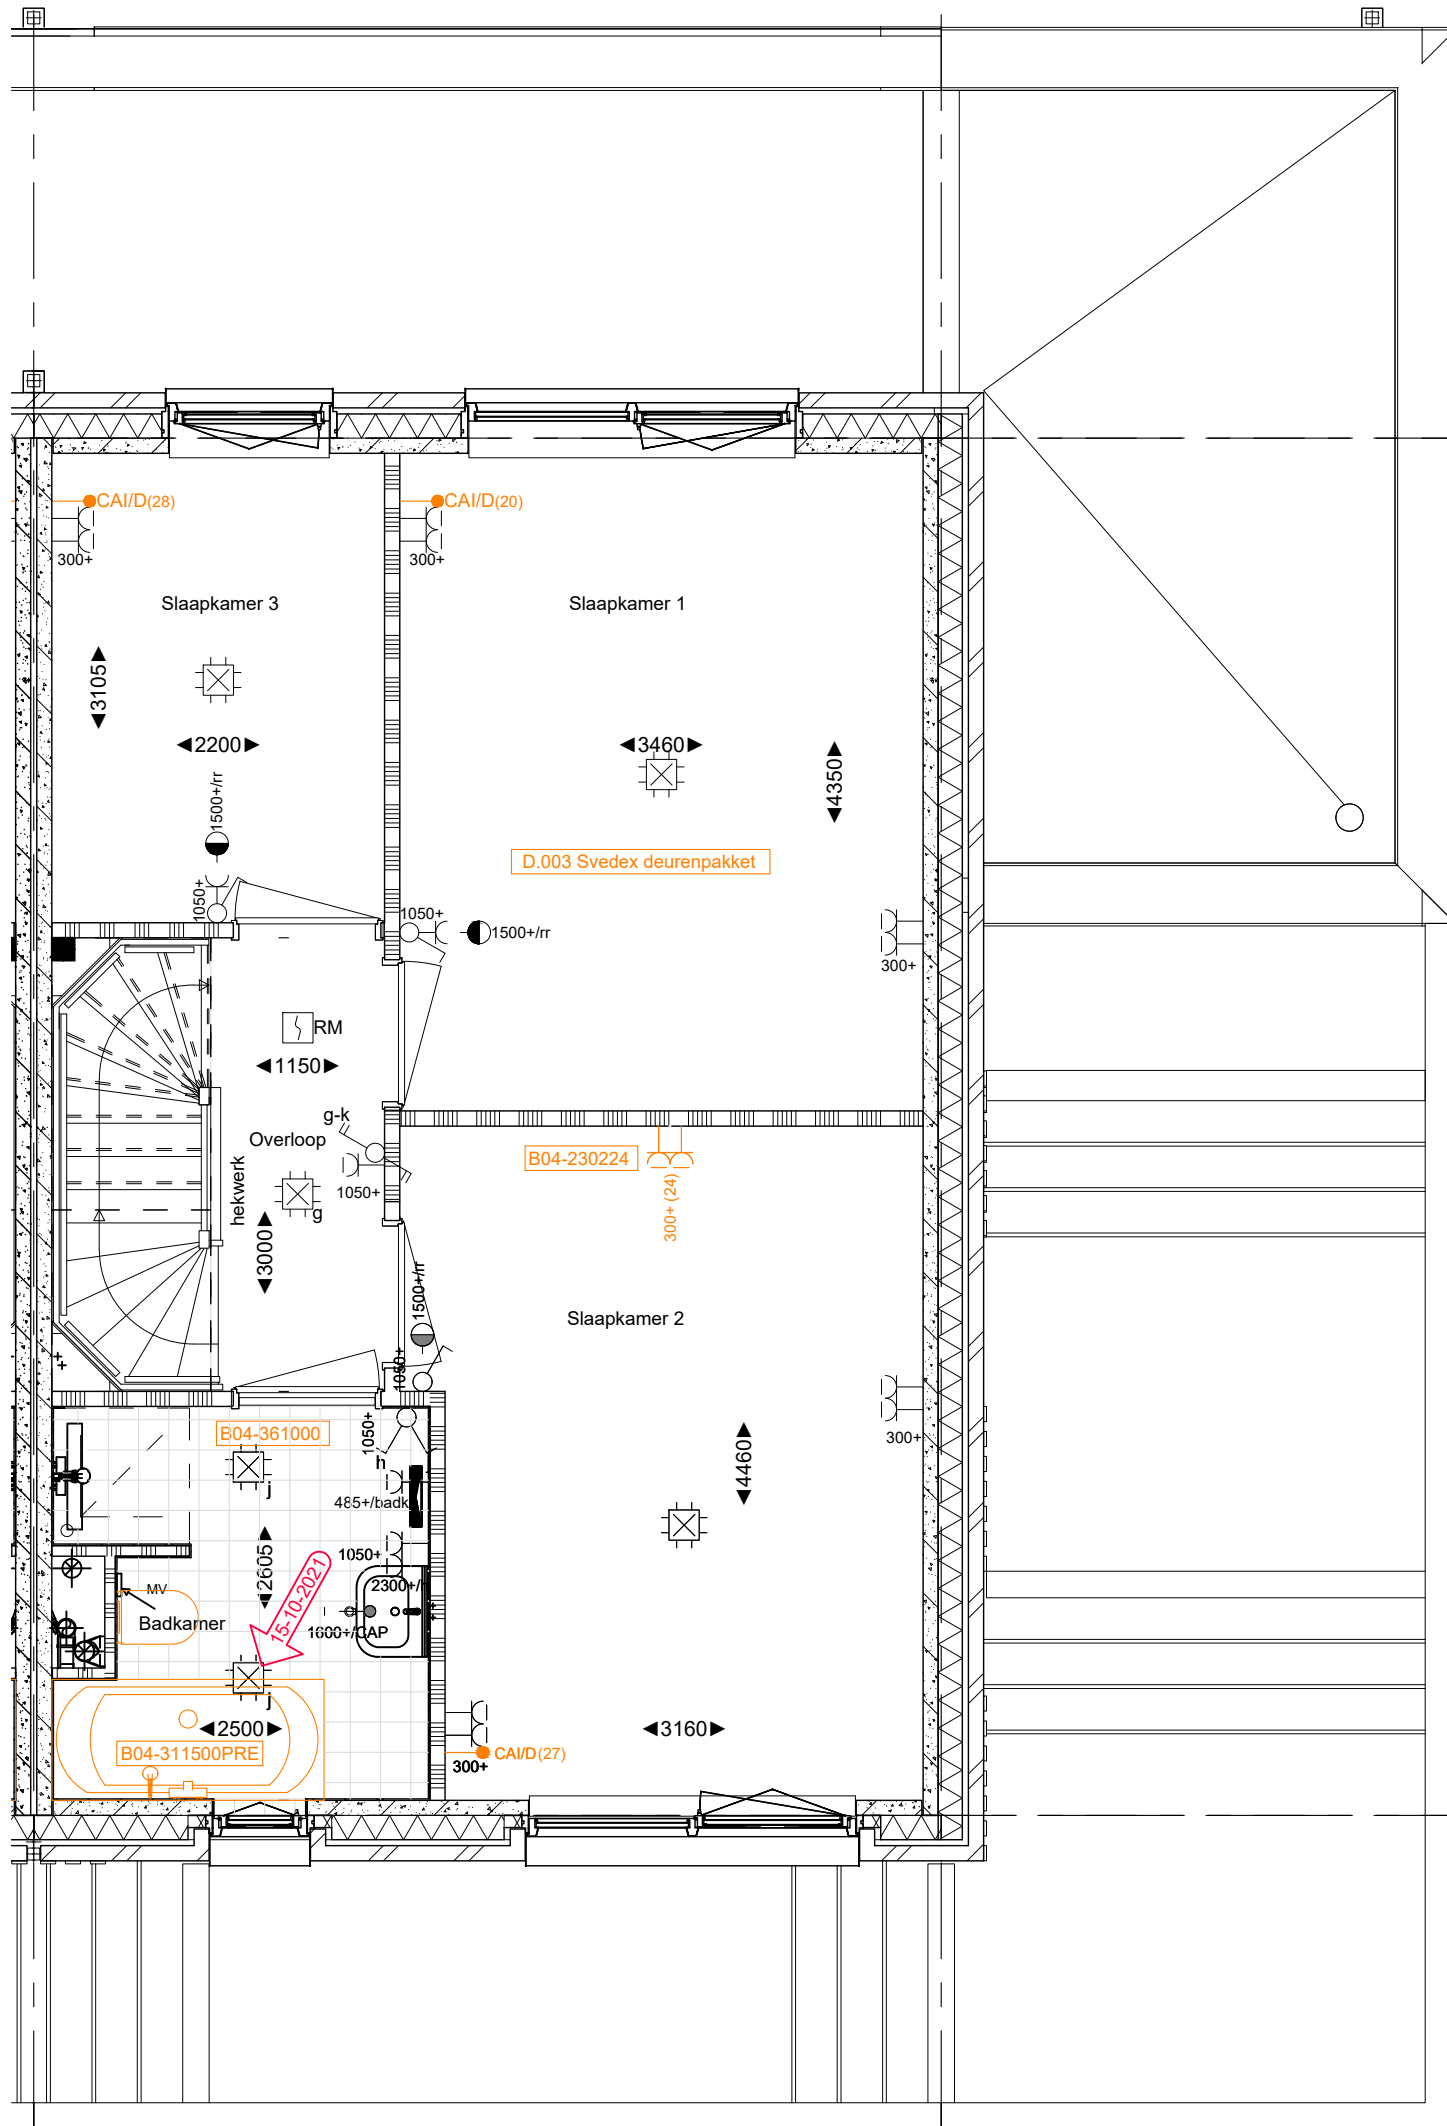 CAI/D(28)
300+
CAI/D(20)
300+
Slaapkamer 3
Slaapkamer 1
3105
2200
3460
4350
1500+/rr
D.003 Svedex deurenpakket
1050+
1050+
1500+/rr
300+
RM
1150
g-k
Overloop
1050+
g
hekwerk
3000
B04-230224
300+ (24)
1500+/rr
Slaapkamer 2
1050+
300+
B04-361000
1050+
h
j
485+/badk
4460
1050+
2605
15-10-2021
2300+/
MV
Badkamer
1600+/CAP
j
2500
B04-311500PRE
3160
CAI/D(27)
300+